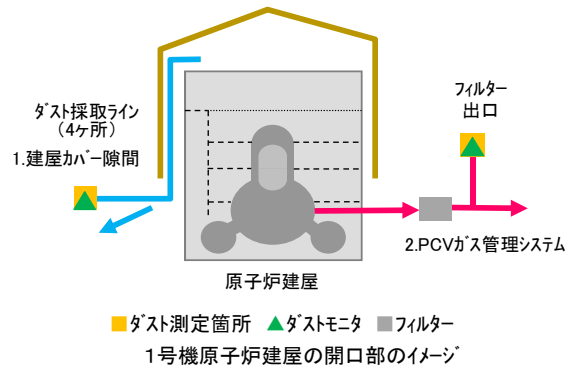 ダスト採取ライン
(4ヶ所)
1.建屋カバー隙間
フィルター
出口
2.PCVガス管理システム
原子炉建屋
ダスト測定箇所 ダストモニタ フィルター
1号機原子炉建屋の開口部のイメージ